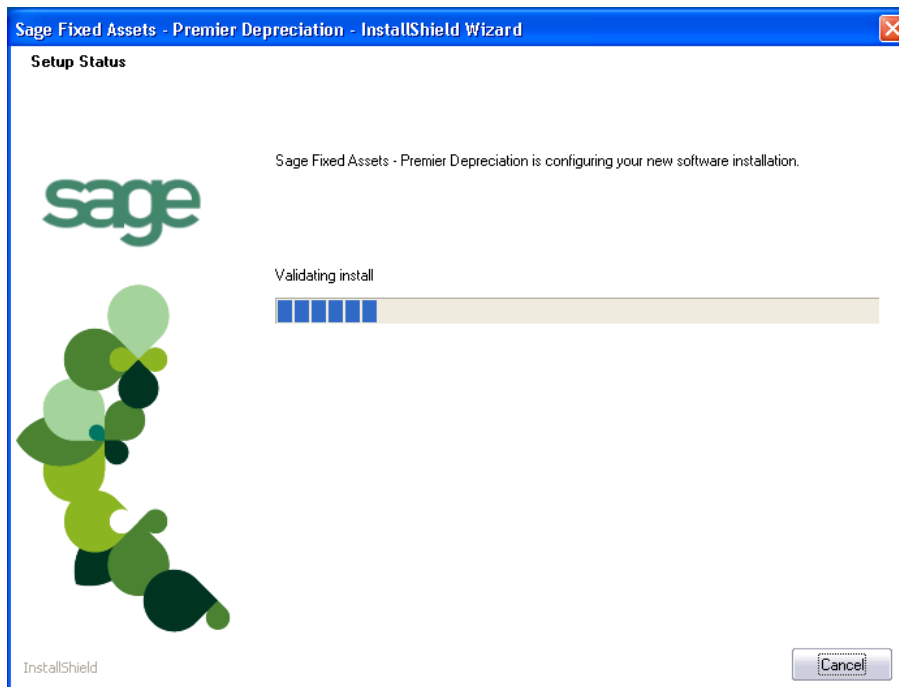 Sage Fixed Assets - Premier Depreciation - InstallShield Wizard
Setup Status
Sage Fixed Assets - Premier Depreciation is configuring your new software installation.
sage
Validating install
InstallShield
Cancel